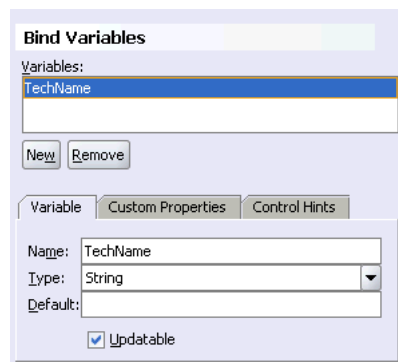 Bind Variables
Variables:
TechName
New Remove
Variable Custom Properties Control Hints
Name: TechName
Type: String
Default:
Updatable